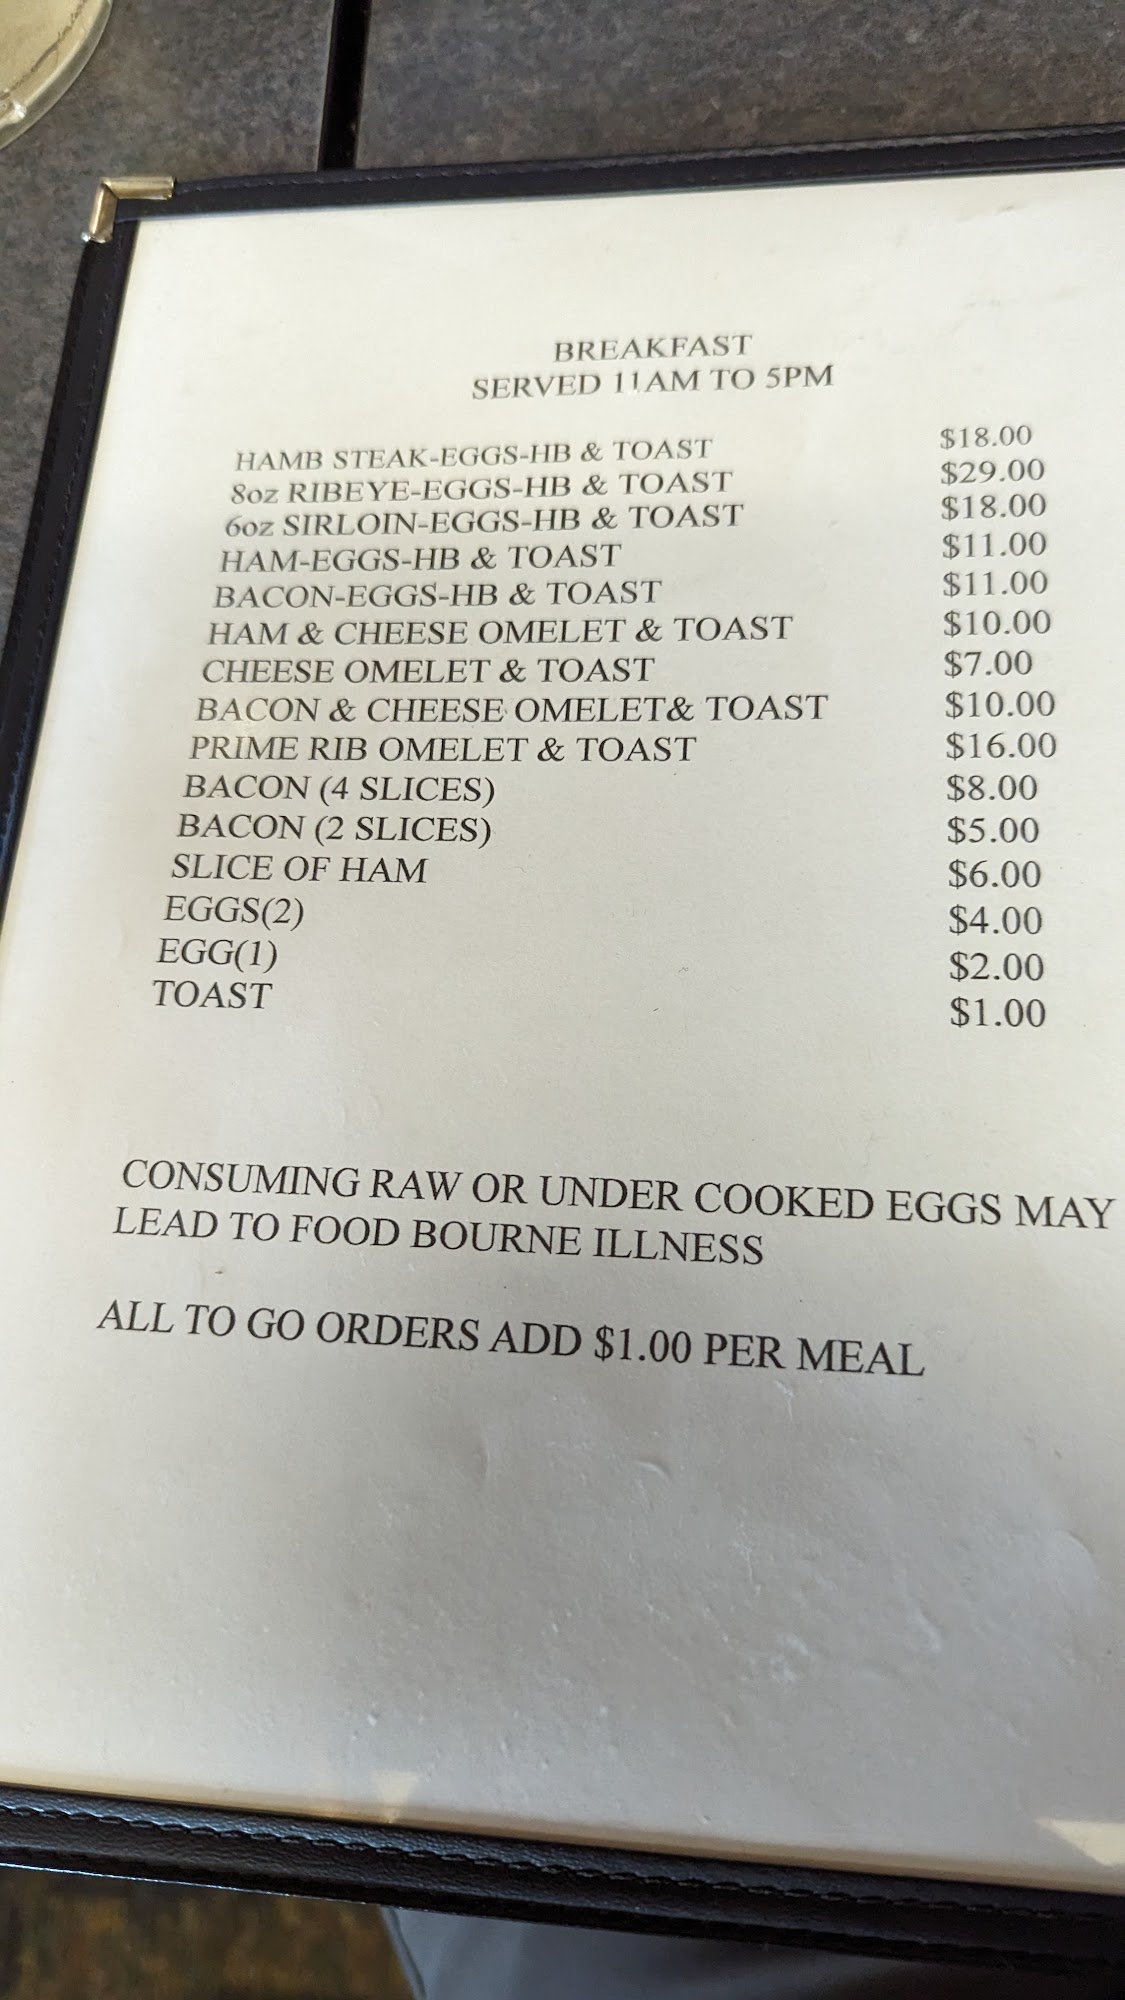 BREAKFAST
SERVED 11AM TO 5PM
HAMB STEAK-EGGS-HB & TOAST $18.00
8oz RIBEYE-EGGS-HB & TOAST $29.00
6oz SIRLOIN-EGGS-HB & TOAST $18.00
HAM-EGGS-HB & TOAST $11.00
BACON-EGGS-HB & TOAST $11.00
HAM & CHEESE OMELET & TOAST $10.00
CHEESE OMELET & TOAST $7.00
BACON & CHEESE OMELET& TOAST $10.00
PRIME RIB OMELET & TOAST $16.00
BACON (4 SLICES) $8.00
BACON (2 SLICES) $5.00
SLICE OF HAM $6.00
EGGS(2) $4.00
EGG(1) $2.00
TOAST $1.00
CONSUMING RAW OR UNDER COOKED EGGS MAY
LEAD TO FOOD BOURNE ILLNESS
ALL TO GO ORDERS ADD $1.00 PER MEAL